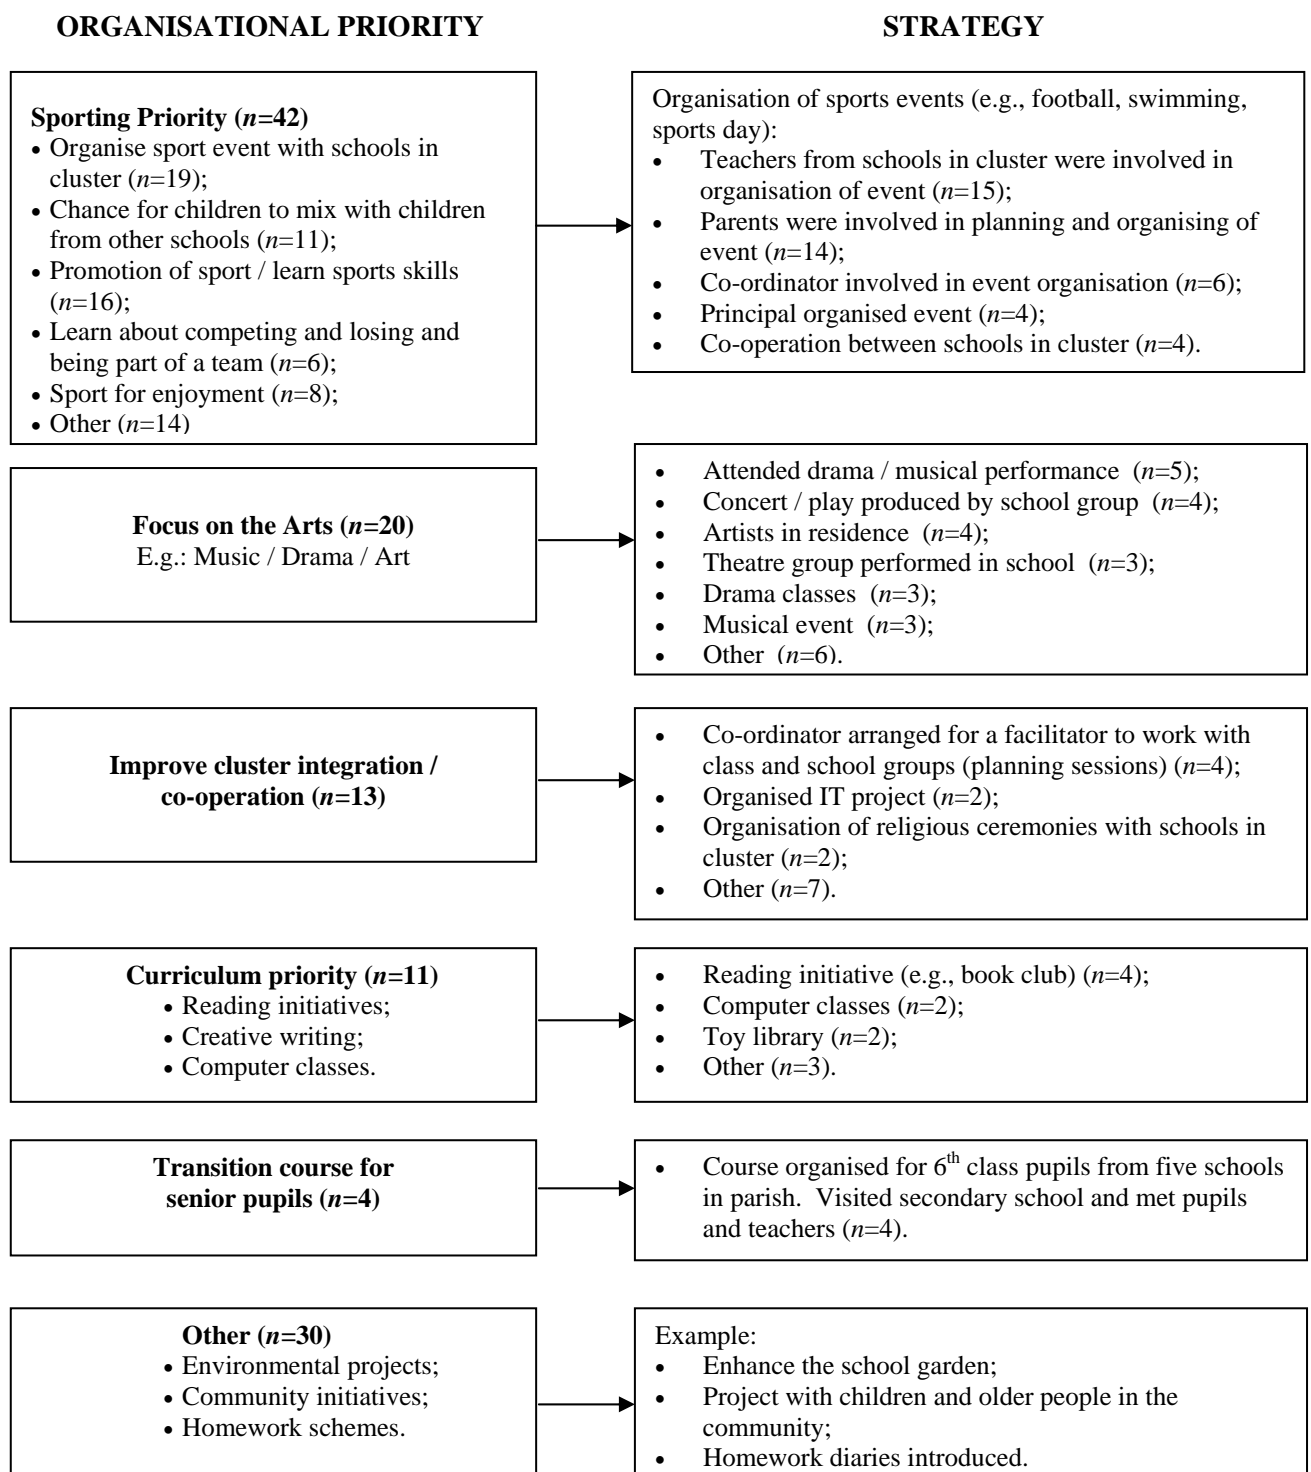 ORGANISATIONAL PRIORITY
STRATEGY
Sporting Priority (n=42)
• Organise sport event with schools in
cluster (n=19);
• Chance for children to mix with children
from other schools (n=11);
• Promotion of sport / learn sports skills
(n=16);
• Learn about competing and losing and
being part of a team (n=6);
• Sport for enjoyment (n=8);
• Other (n=14)
Organisation of sports events (e.g., football, swimming,
sports day):
• Teachers from schools in cluster were involved in
organisation of event (n=15);
• Parents were involved in planning and organising of
event (n=14);
• Co-ordinator involved in event organisation (n=6);
• Principal organised event (n=4);
• Co-operation between schools in cluster (n=4).
Focus on the Arts (n=20)
E.g.: Music / Drama / Art
• Attended drama / musical performance (n=5);
• Concert / play produced by school group (n=4);
• Artists in residence (n=4);
• Theatre group performed in school (n=3);
• Drama classes (n=3);
• Musical event (n=3);
• Other (n=6).
Improve cluster integration /
co-operation (n=13)
• Co-ordinator arranged for a facilitator to work with
class and school groups (planning sessions) (n=4);
• Organised IT project (n=2);
• Organisation of religious ceremonies with schools in
cluster (n=2);
• Other (n=7).
Curriculum priority (n=11)
• Reading initiatives;
• Creative writing;
• Computer classes.
• Reading initiative (e.g., book club) (n=4);
• Computer classes (n=2);
• Toy library (n=2);
• Other (n=3).
Transition course for
senior pupils (n=4)
• Course organised for 6th class pupils from five schools
in parish. Visited secondary school and met pupils
and teachers (n=4).
Other (n=30)
• Environmental projects;
• Community initiatives;
• Homework schemes.
Example:
• Enhance the school garden;
• Project with children and older people in the
community;
• Homework diaries introduced.